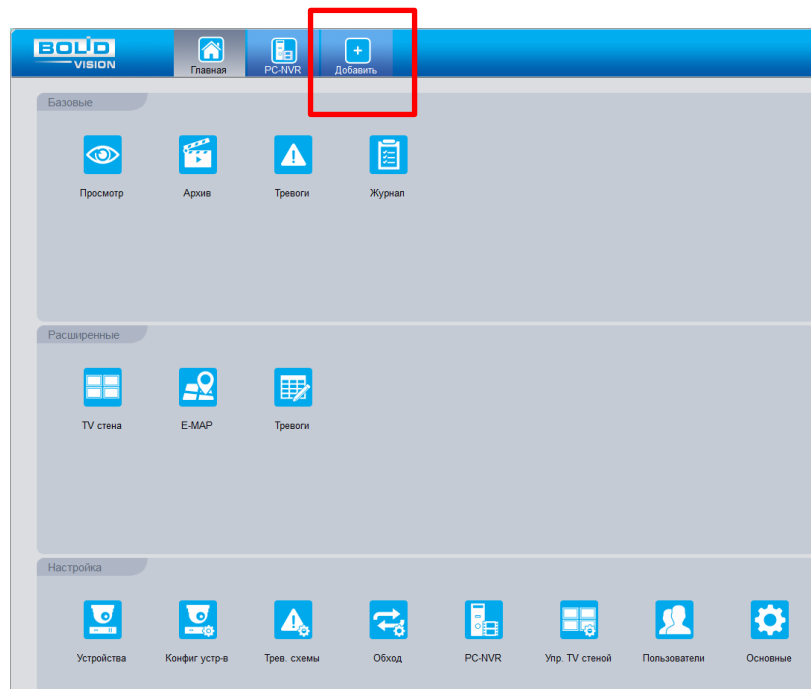 BOLID
VISION
Главная
PC-NVR
Добавить
Базовые
Просмотр
Архив
Тревоги
Журнал
Расширенные
TV стена
E-MAP
Тревоги
Настройка
Устройства
Конфиг устр-в
Трев. схемы
Обход
PC-NVR
Упр. TV стеной
Пользователи
Основные